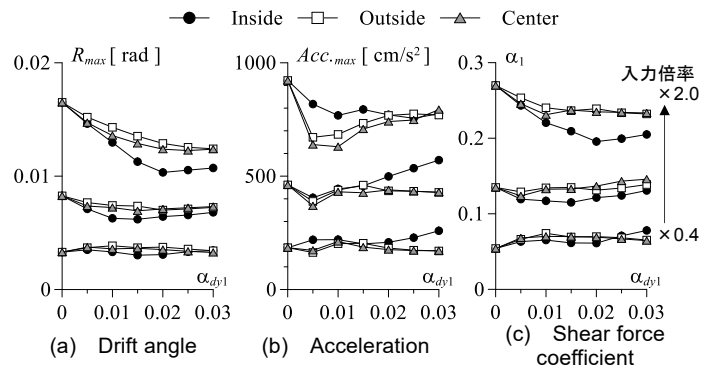 Inside Outside Center
R_max [ rad ]
0.02
0.01
0
α_dy1
0 0.01 0.02 0.03
(a) Drift angle
Acc._max [ cm/s² ]
1000
500
0
α_dy1
0 0.01 0.02 0.03
(b) Acceleration
α_1
0.3
0.2
0.1
0
入力倍率
×2.0
×0.4
α_dy1
0 0.01 0.02 0.03
(c) Shear force
coefficient